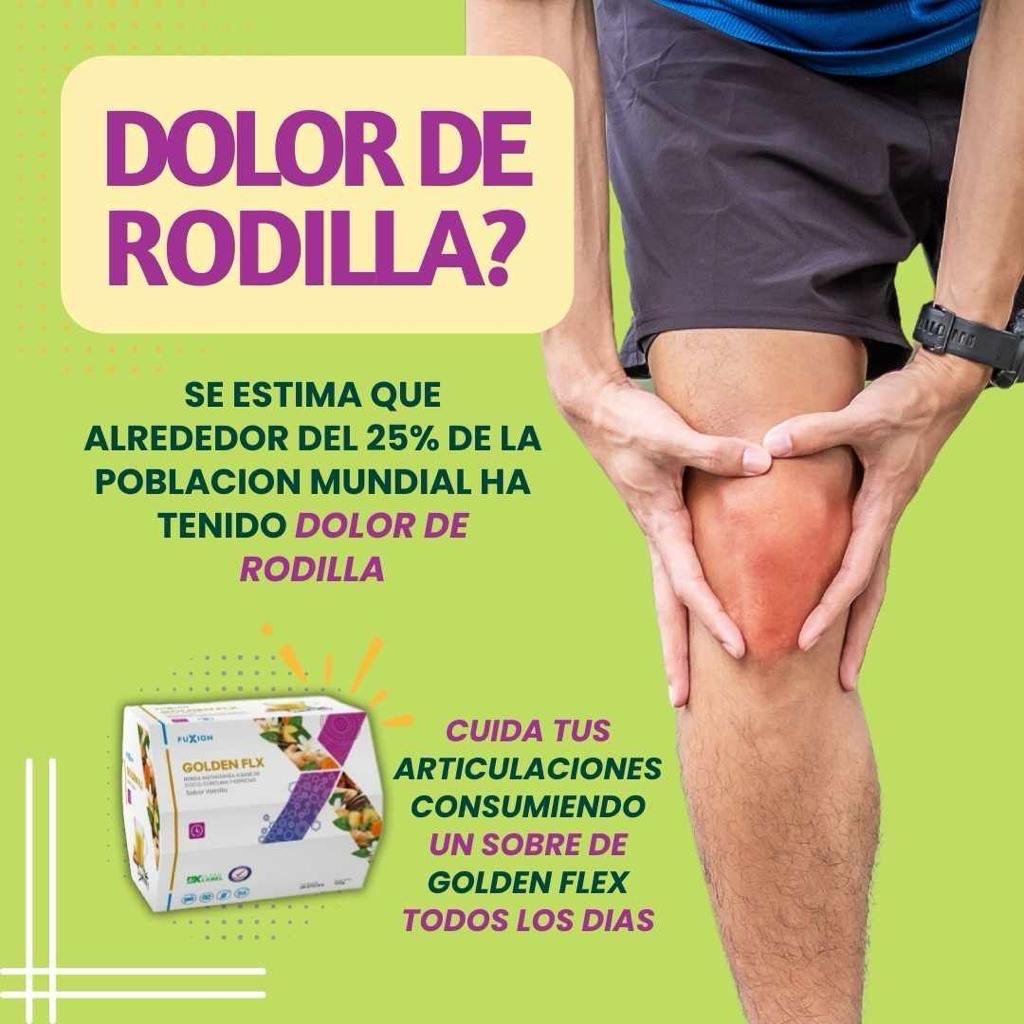 DOLOR DE
RODILLA?
SE ESTIMA QUE
ALREDEDOR DEL 25% DE LA
POBLACION MUNDIAL HA
TENIDO DOLOR DE
RODILLA
FUXION
GOLDEN FLX
Sabor Vainilla
LABEL
CUIDA TUS
ARTICULACIONES
CONSUMIENDO
UN SOBRE DE
GOLDEN FLEX
TODOS LOS DIAS